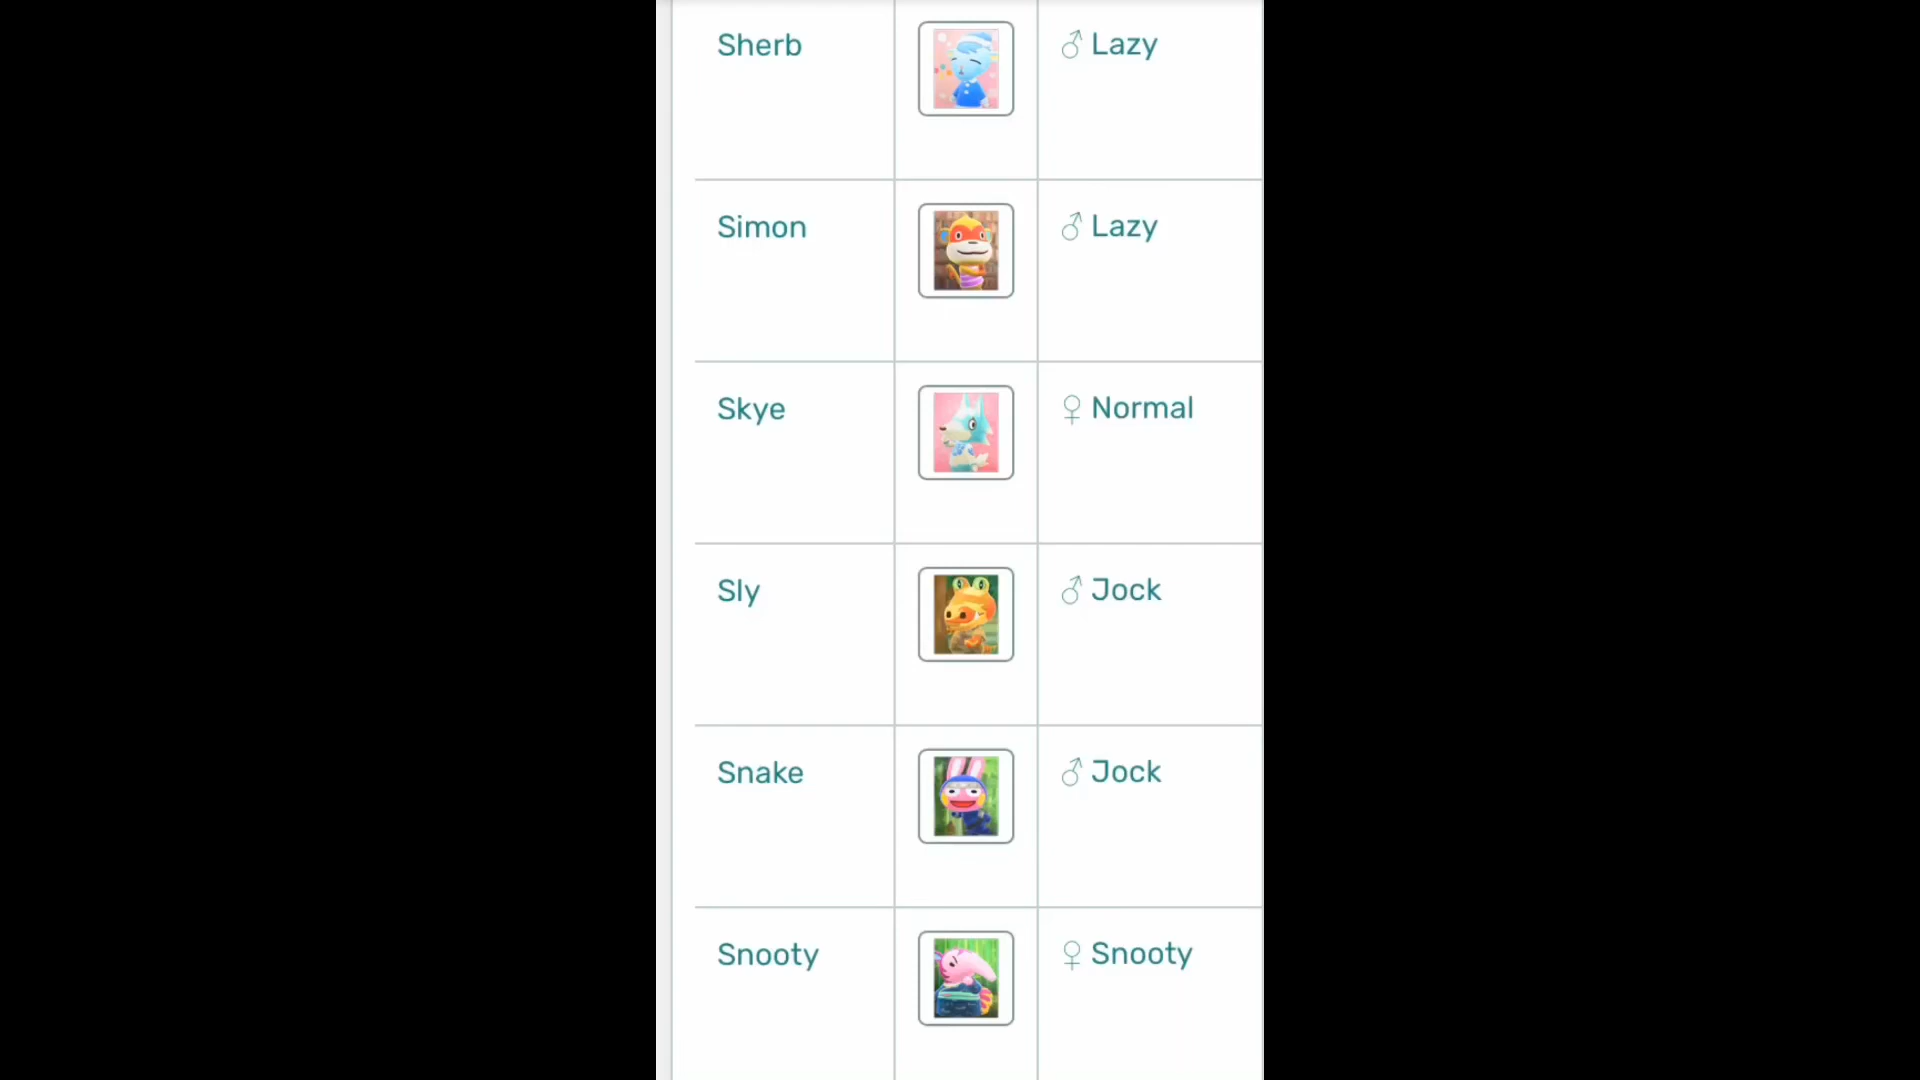 Sherb ♂ Lazy
Simon ♂ Lazy
Skye ♀ Normal
Sly ♂ Jock
Snake ♂ Jock
Snooty ♀ Snooty